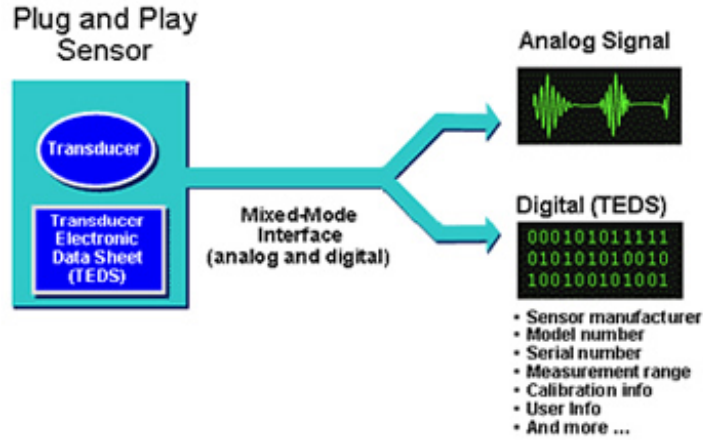 Plug and Play
Sensor
Transducer
Transducer
Electronic
Data Sheet
(TEDS)
Mixed-Mode
Interface
(analog and digital)
Analog Signal
Digital (TEDS)
000101011111
010101010010
100100101001
• Sensor manufacturer
• Model number
• Serial number
• Measurement range
• Calibration info
• User Info
• And more ...